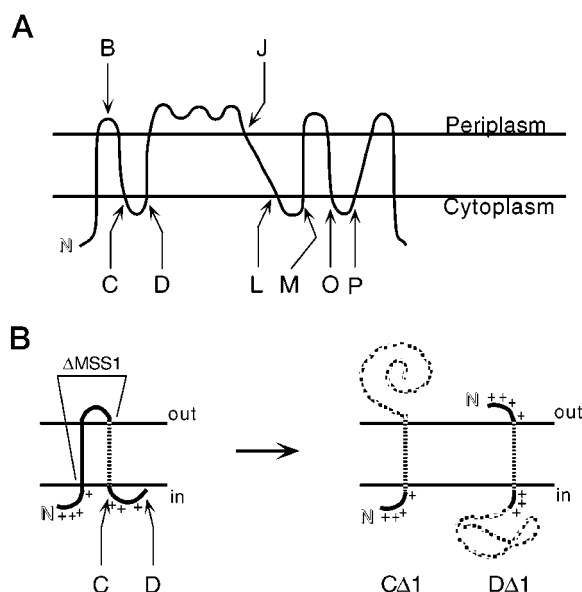 A
B
J
Periplasm
Cytoplasm
ℕ
C
D
L
M
O
P
B
ΔMSS1
out
in
ℕ
+++
+
+
+
+
+
C
D
ℕ
+++
+
ℕ
+++
+
out
in
+
+
+
CΔ1
DΔ1